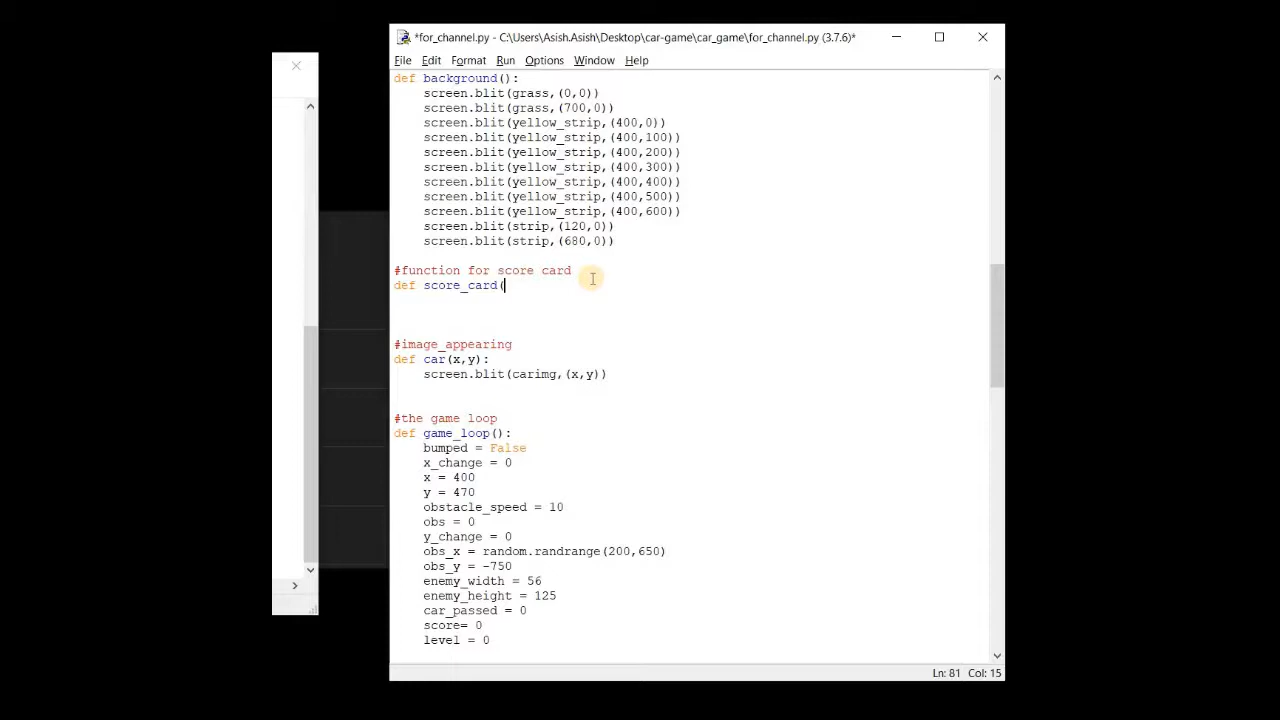 *for_channel.py - C:\Users\Asish.Asish\Desktop\car-game\car_game\for_channel.py (3.7.6)*
File Edit Format Run Options Window Help
def background():
    screen.blit(grass,(0,0))
    screen.blit(grass,(700,0))
    screen.blit(yellow_strip,(400,0))
    screen.blit(yellow_strip,(400,100))
    screen.blit(yellow_strip,(400,200))
    screen.blit(yellow_strip,(400,300))
    screen.blit(yellow_strip,(400,400))
    screen.blit(yellow_strip,(400,500))
    screen.blit(yellow_strip,(400,600))
    screen.blit(strip,(120,0))
    screen.blit(strip,(680,0))
#function for score card
def score_card(
#image_appearing
def car(x,y):
    screen.blit(carimg,(x,y))
#the game loop
def game_loop():
    bumped = False
    x_change = 0
    x = 400
    y = 470
    obstacle_speed = 10
    obs = 0
    y_change = 0
    obs_x = random.randrange(200,650)
    obs_y = -750
    enemy_width = 56
    enemy_height = 125
    car_passed = 0
    score= 0
    level = 0
Ln: 81 Col: 15